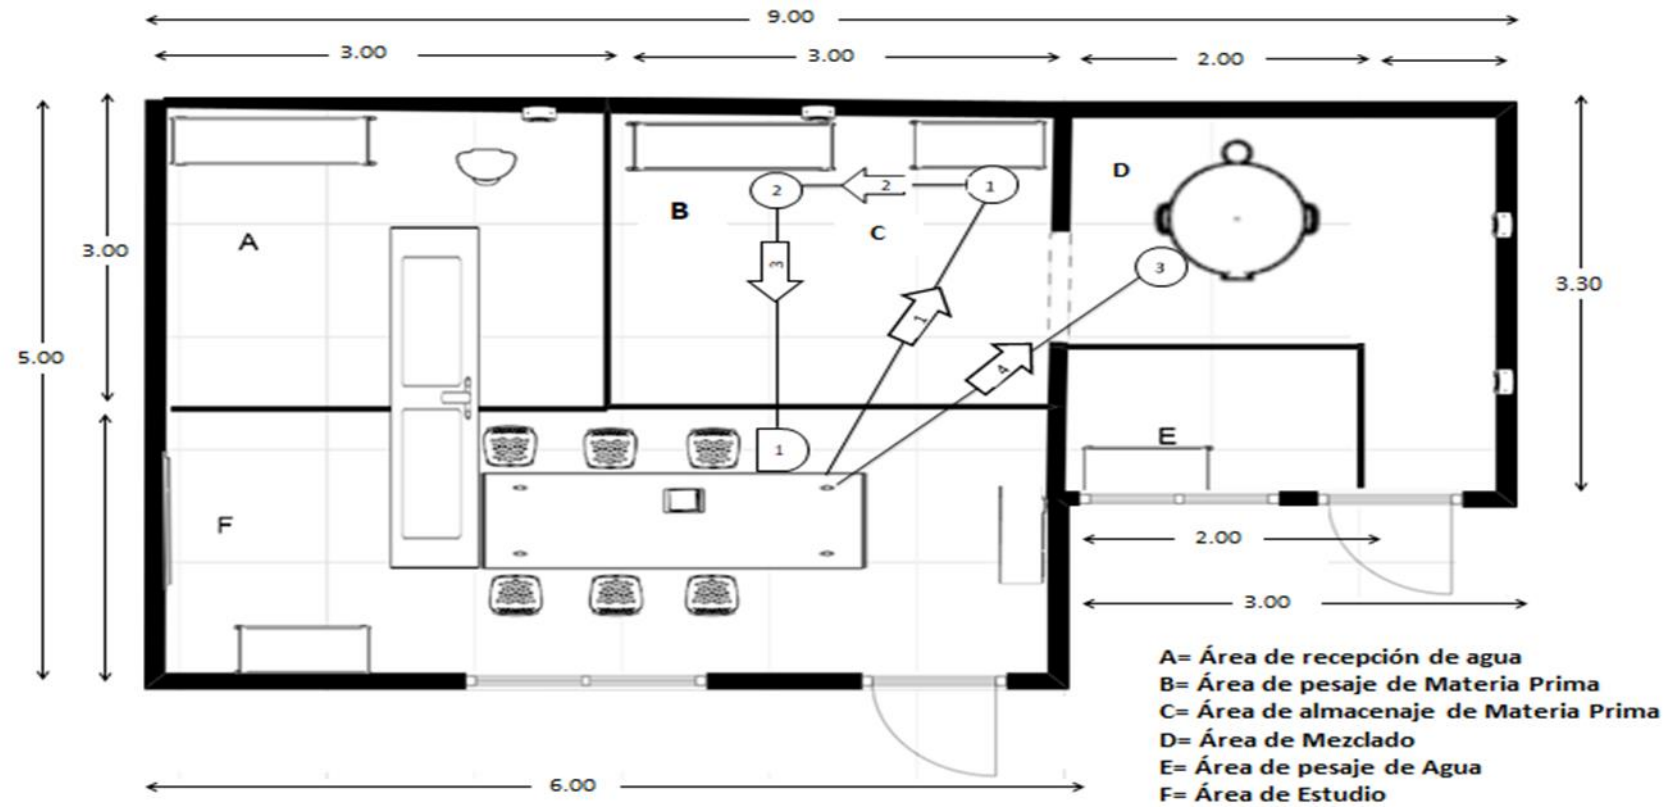 9.00
3.00
3.00
2.00
D
2
2
1
B
A
C
3
3
3.00
3.30
1
5.00
4
E
1
F
2.00
3.00
A= Área de recepción de agua
B= Área de pesaje de Materia Prima
C= Área de almacenaje de Materia Prima
D= Área de Mezclado
E= Área de pesaje de Agua
F= Área de Estudio
6.00